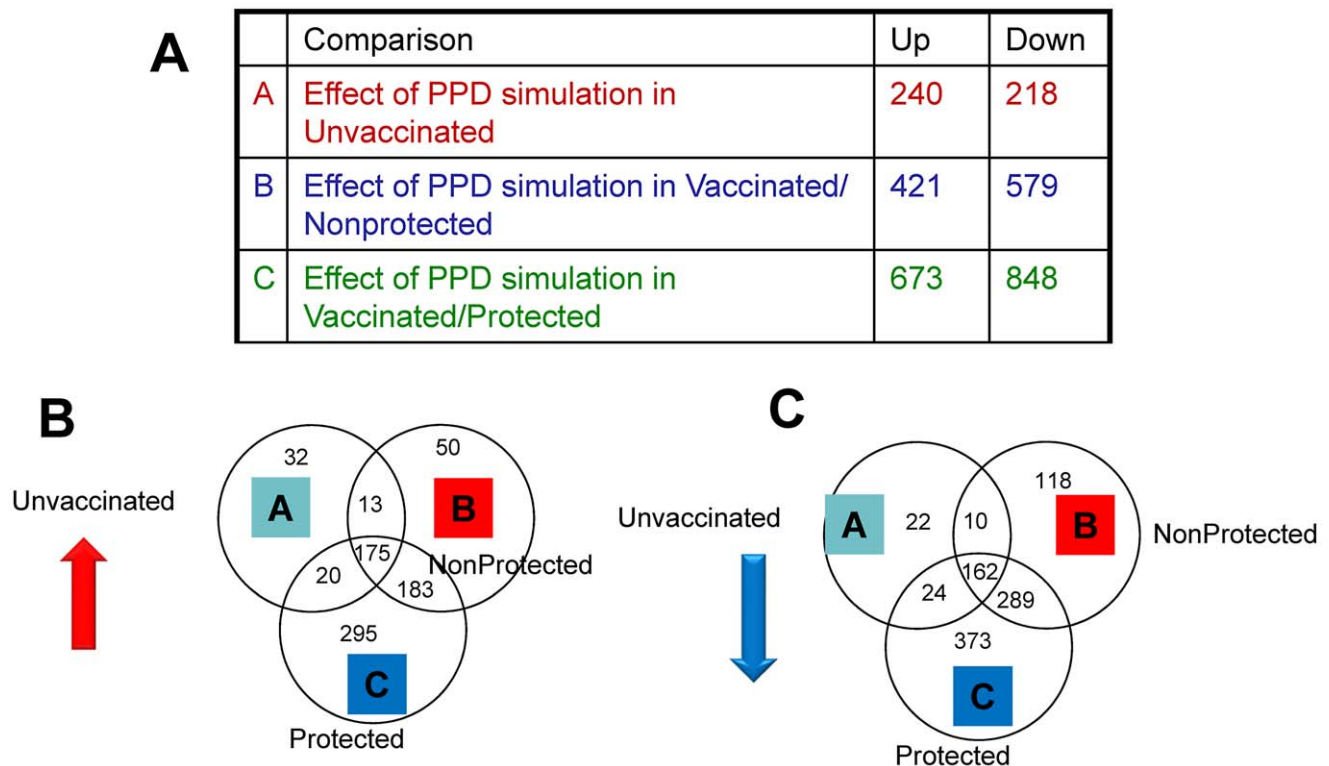 A
Comparison Up Down
A Effect of PPD simulation in 240 218
Unvaccinated
B Effect of PPD simulation in Vaccinated/ 421 579
Nonprotected
C Effect of PPD simulation in 673 848
Vaccinated/Protected
B
Unvaccinated
32
50
A
13
B
175
NonProtected
20
183
295
C
Protected
C
Unvaccinated
118
A
22
10
B
NonProtected
162
24
289
373
C
Protected